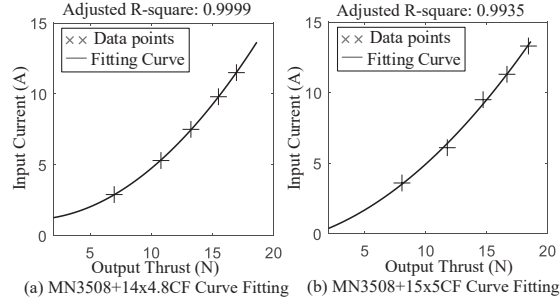 Adjusted R-square: 0.9999
15
10
5
0
Input Current (A)
×× Data points
Fitting Curve
5 10 15 20
Output Thrust (N)
(a) MN3508+14x4.8CF Curve Fitting
Adjusted R-square: 0.9935
15
10
5
0
Input Current (A)
×× Data points
Fitting Curve
5 10 15 20
Output Thrust (N)
(b) MN3508+15x5CF Curve Fitting